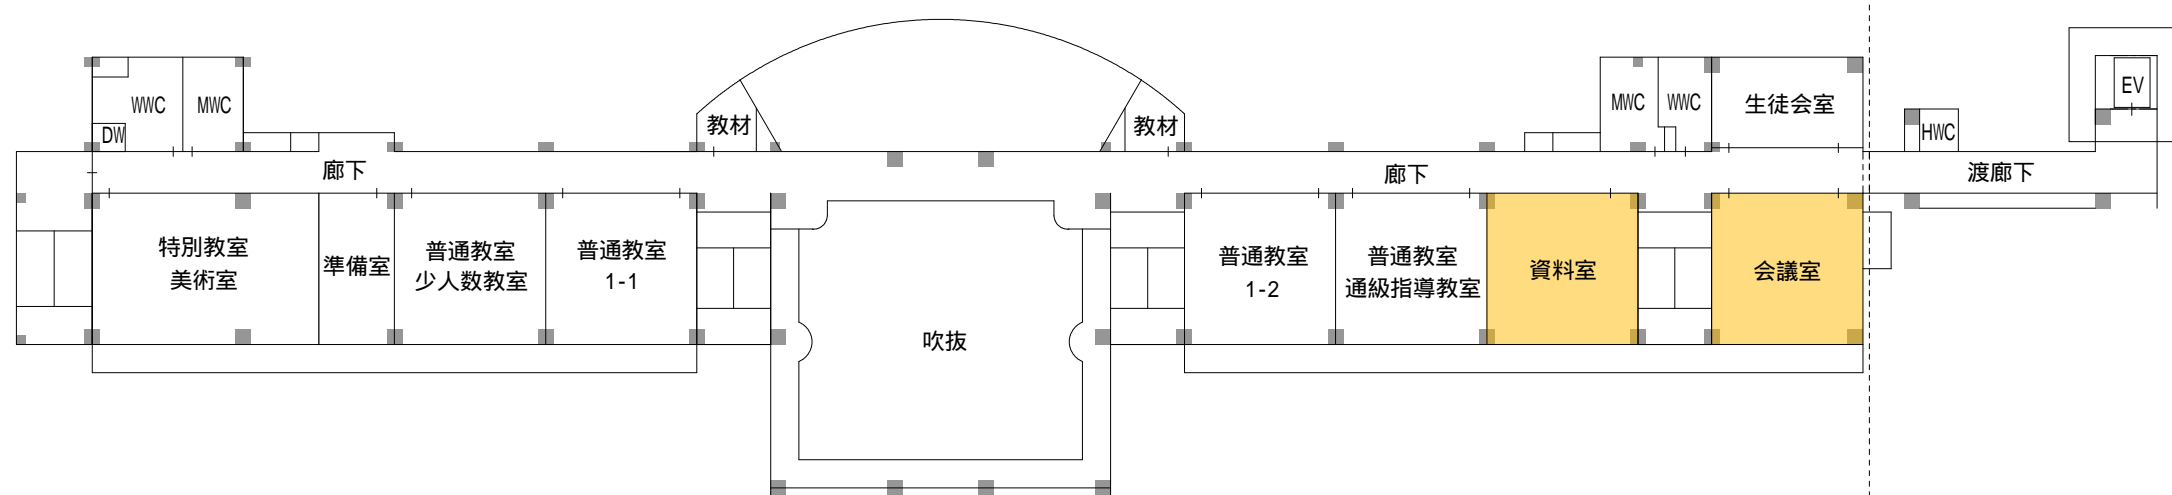 WWC
MWC
DW
教材
教材
MWC
WWC
生徒会室
EV
HWC
廊下
廊下
渡廊下
特別教室
美術室
準備室
普通教室
少人数教室
普通教室
1-1
吹抜
普通教室
1-2
普通教室
通級指導教室
資料室
会議室